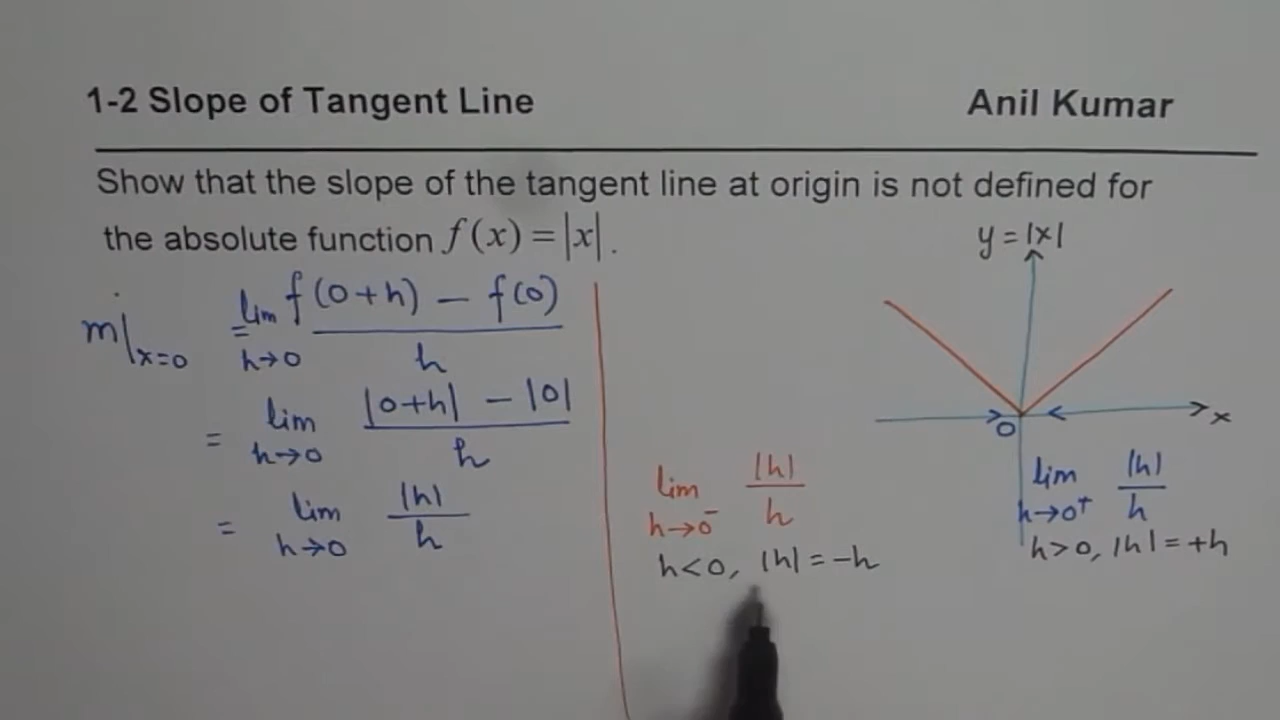 1-2 Slope of Tangent Line
Anil Kumar
Show that the slope of the tangent line at origin is not defined for
the absolute function f(x) = |x|.
m|x=0 = lim h→0 f(0+h) − f(0) / h
= lim h→0 |0+h| − |0| / h
= lim h→0 |h| / h
y = |x|
0
x
lim h→0⁻ |h| / h
h<0, |h| = −h
lim h→0⁺ |h| / h
h>0, |h| = +h